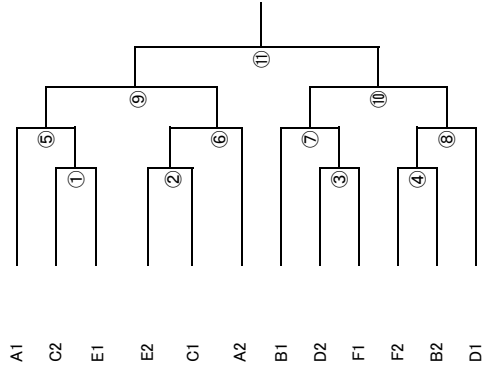 ⑪
⑨ ⑩
⑤ ⑥ ⑦ ⑧
① ② ③ ④
A1 C2 E1 E2 C1 A2 B1 D2 F1 F2 B2 D1